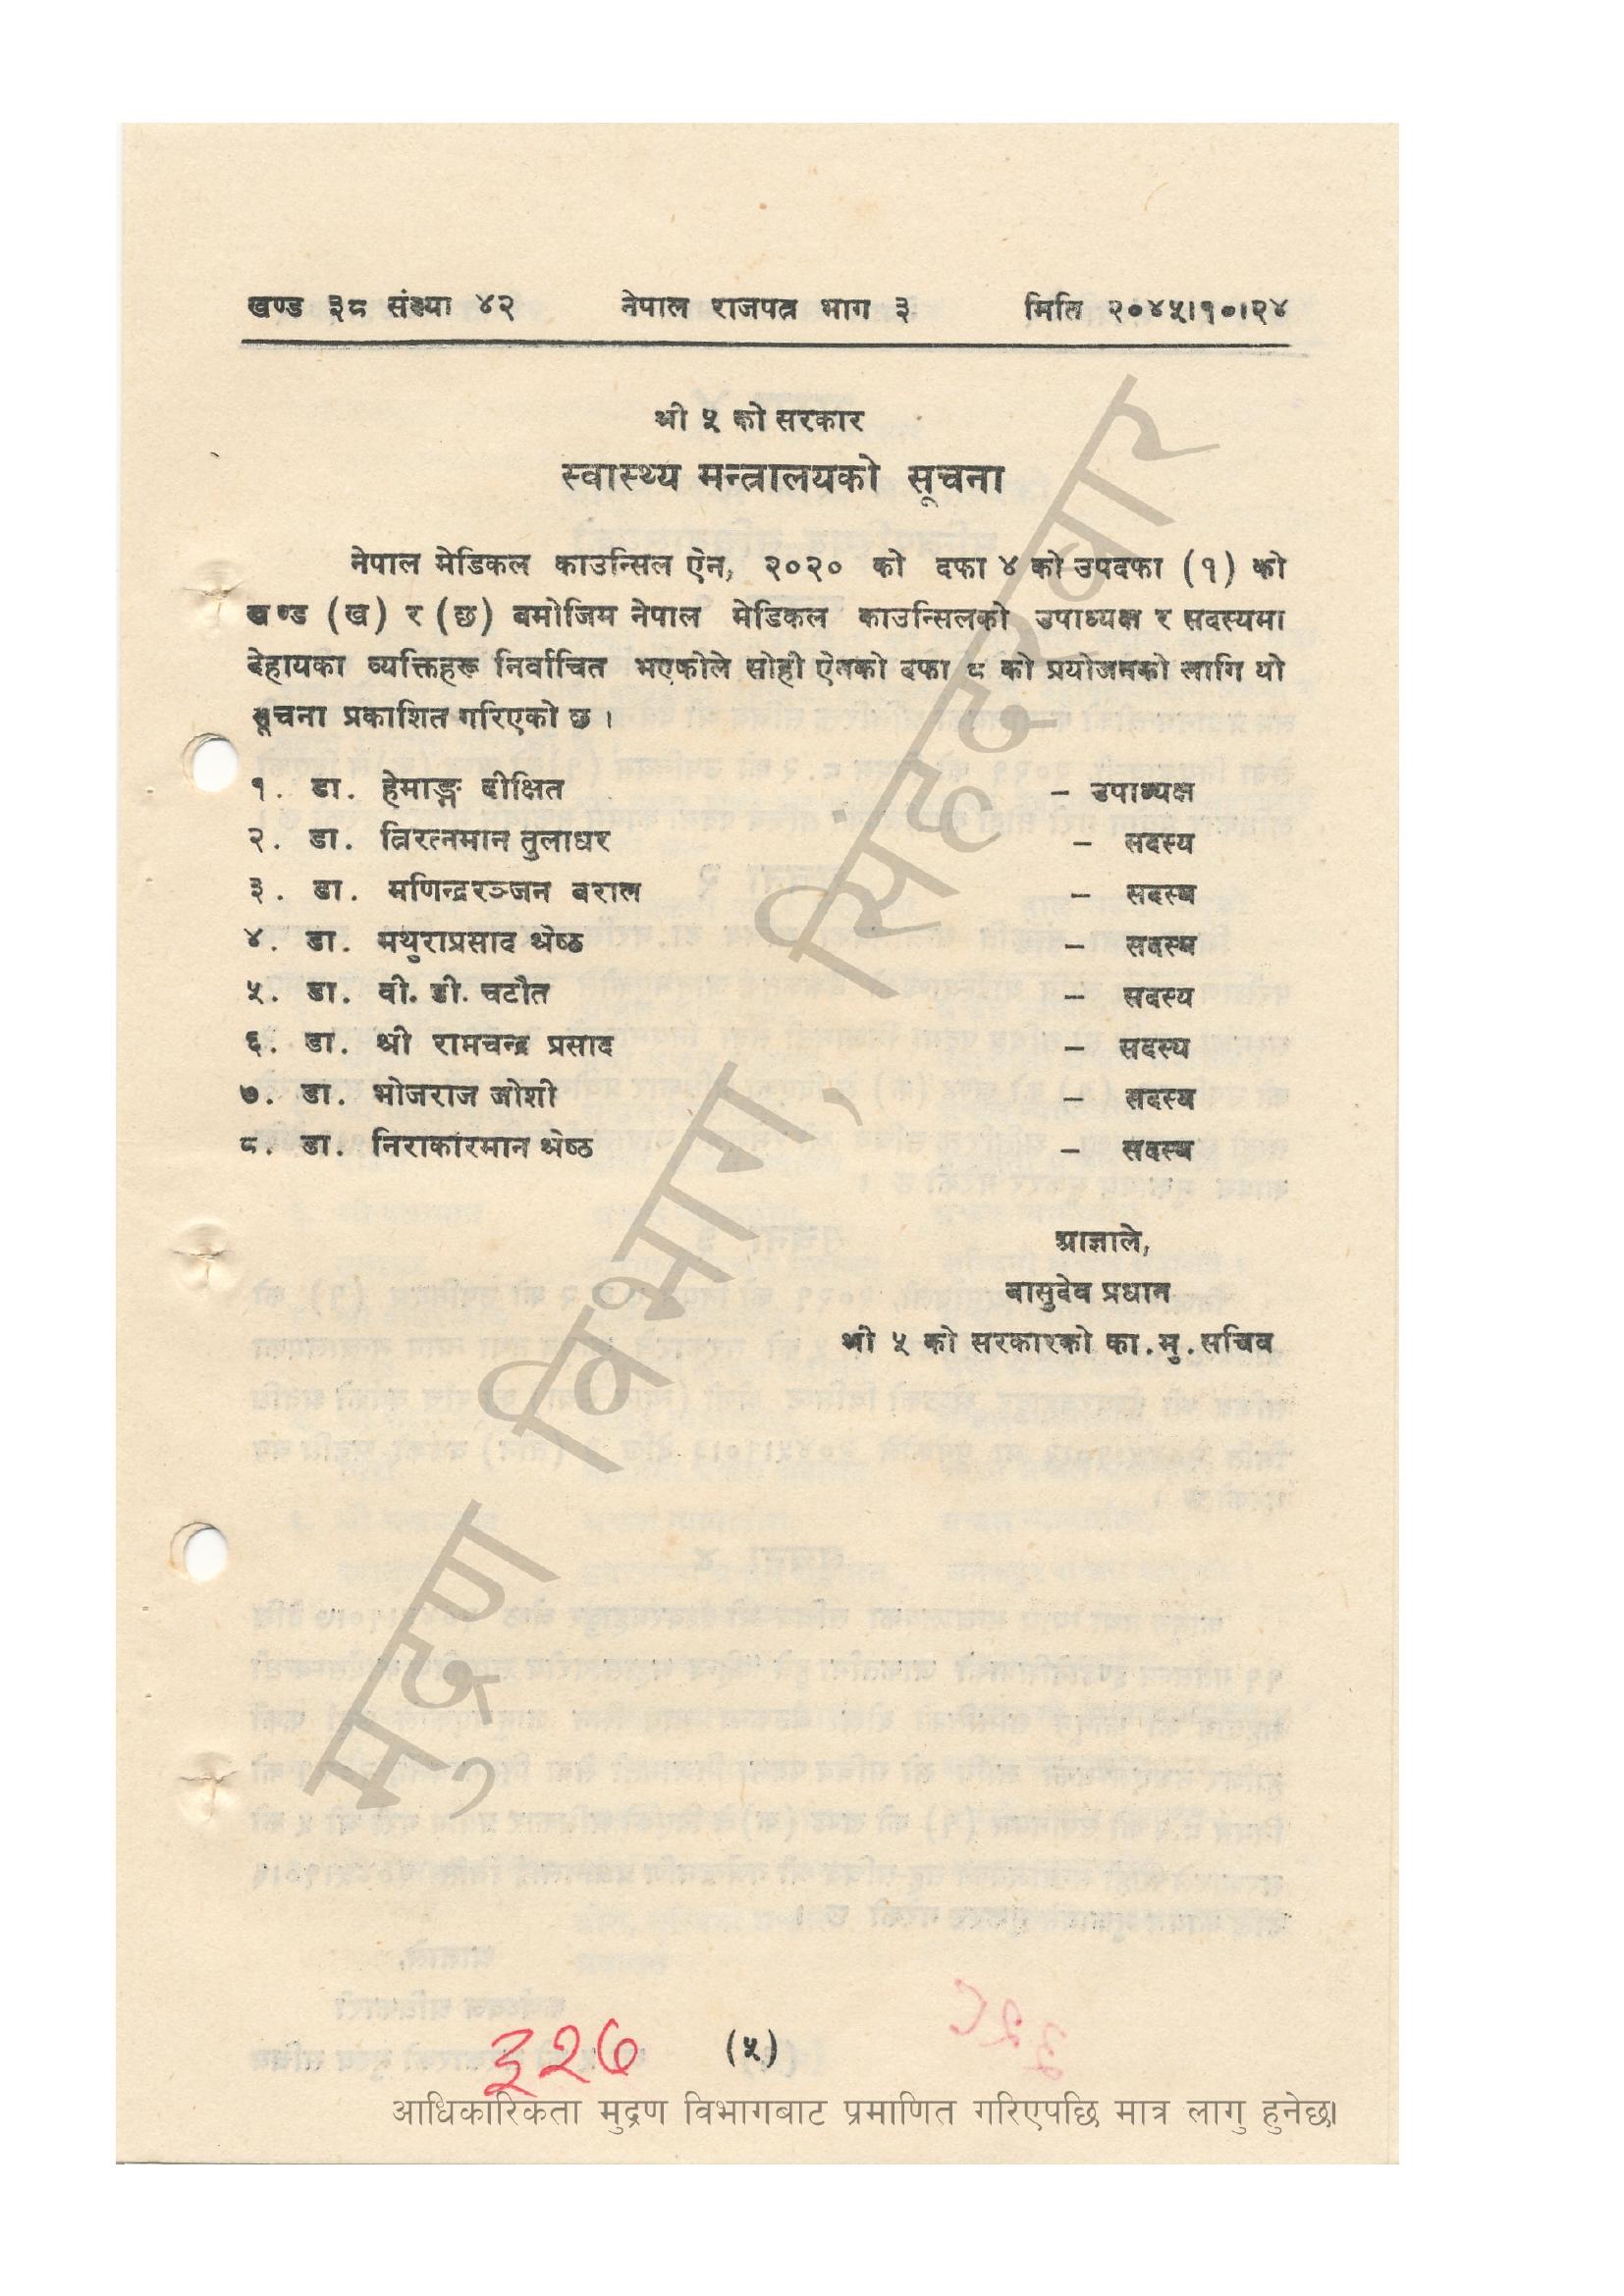 खण्ड ३८ संख्या ४२ नेपाल राजपत्र भाग ३ मिति २०४५।१०।२४
श्री ५ को सरकार
स्वास्थ्य मन्त्रालयको सूचना
नेपाल मेडिकल काउन्सिल ऐन, २०२० को दफा ४ को उपदफा (१) को
खण्ड (ख) र (छ) बमोजिम नेपाल मेडिकल काउन्सिलको उपाध्यक्ष र सदस्यमा
देहायका व्यक्तिहरू निर्वाचित भएकोले सोही ऐनको दफा ८ को प्रयोजनको लागि यो
सूचना प्रकाशित गरिएको छ ।
१. डा. हेमाङ्ग दीक्षित – उपाध्यक्ष
२. डा. त्रिरत्नमान तुलाधर – सदस्य
३. डा. मणिन्द्ररञ्जन बराल – सदस्य
४. डा. मथुराप्रसाद श्रेष्ठ – सदस्य
५. डा. वी. डी. चटौत – सदस्य
६. डा. श्री रामचन्द्र प्रसाद – सदस्य
७. डा. भोजराज जोशी – सदस्य
८. डा. निराकारमान श्रेष्ठ – सदस्य
आज्ञाले,
बासुदेव प्रधान
श्री ५ को सरकारको का.मु.सचिव
मुद्रण विभाग, सिंहदरबार
३२७ (५)
आधिकारिकता मुद्रण विभागबाट प्रमाणित गरिएपछि मात्र लागु हुनेछ।